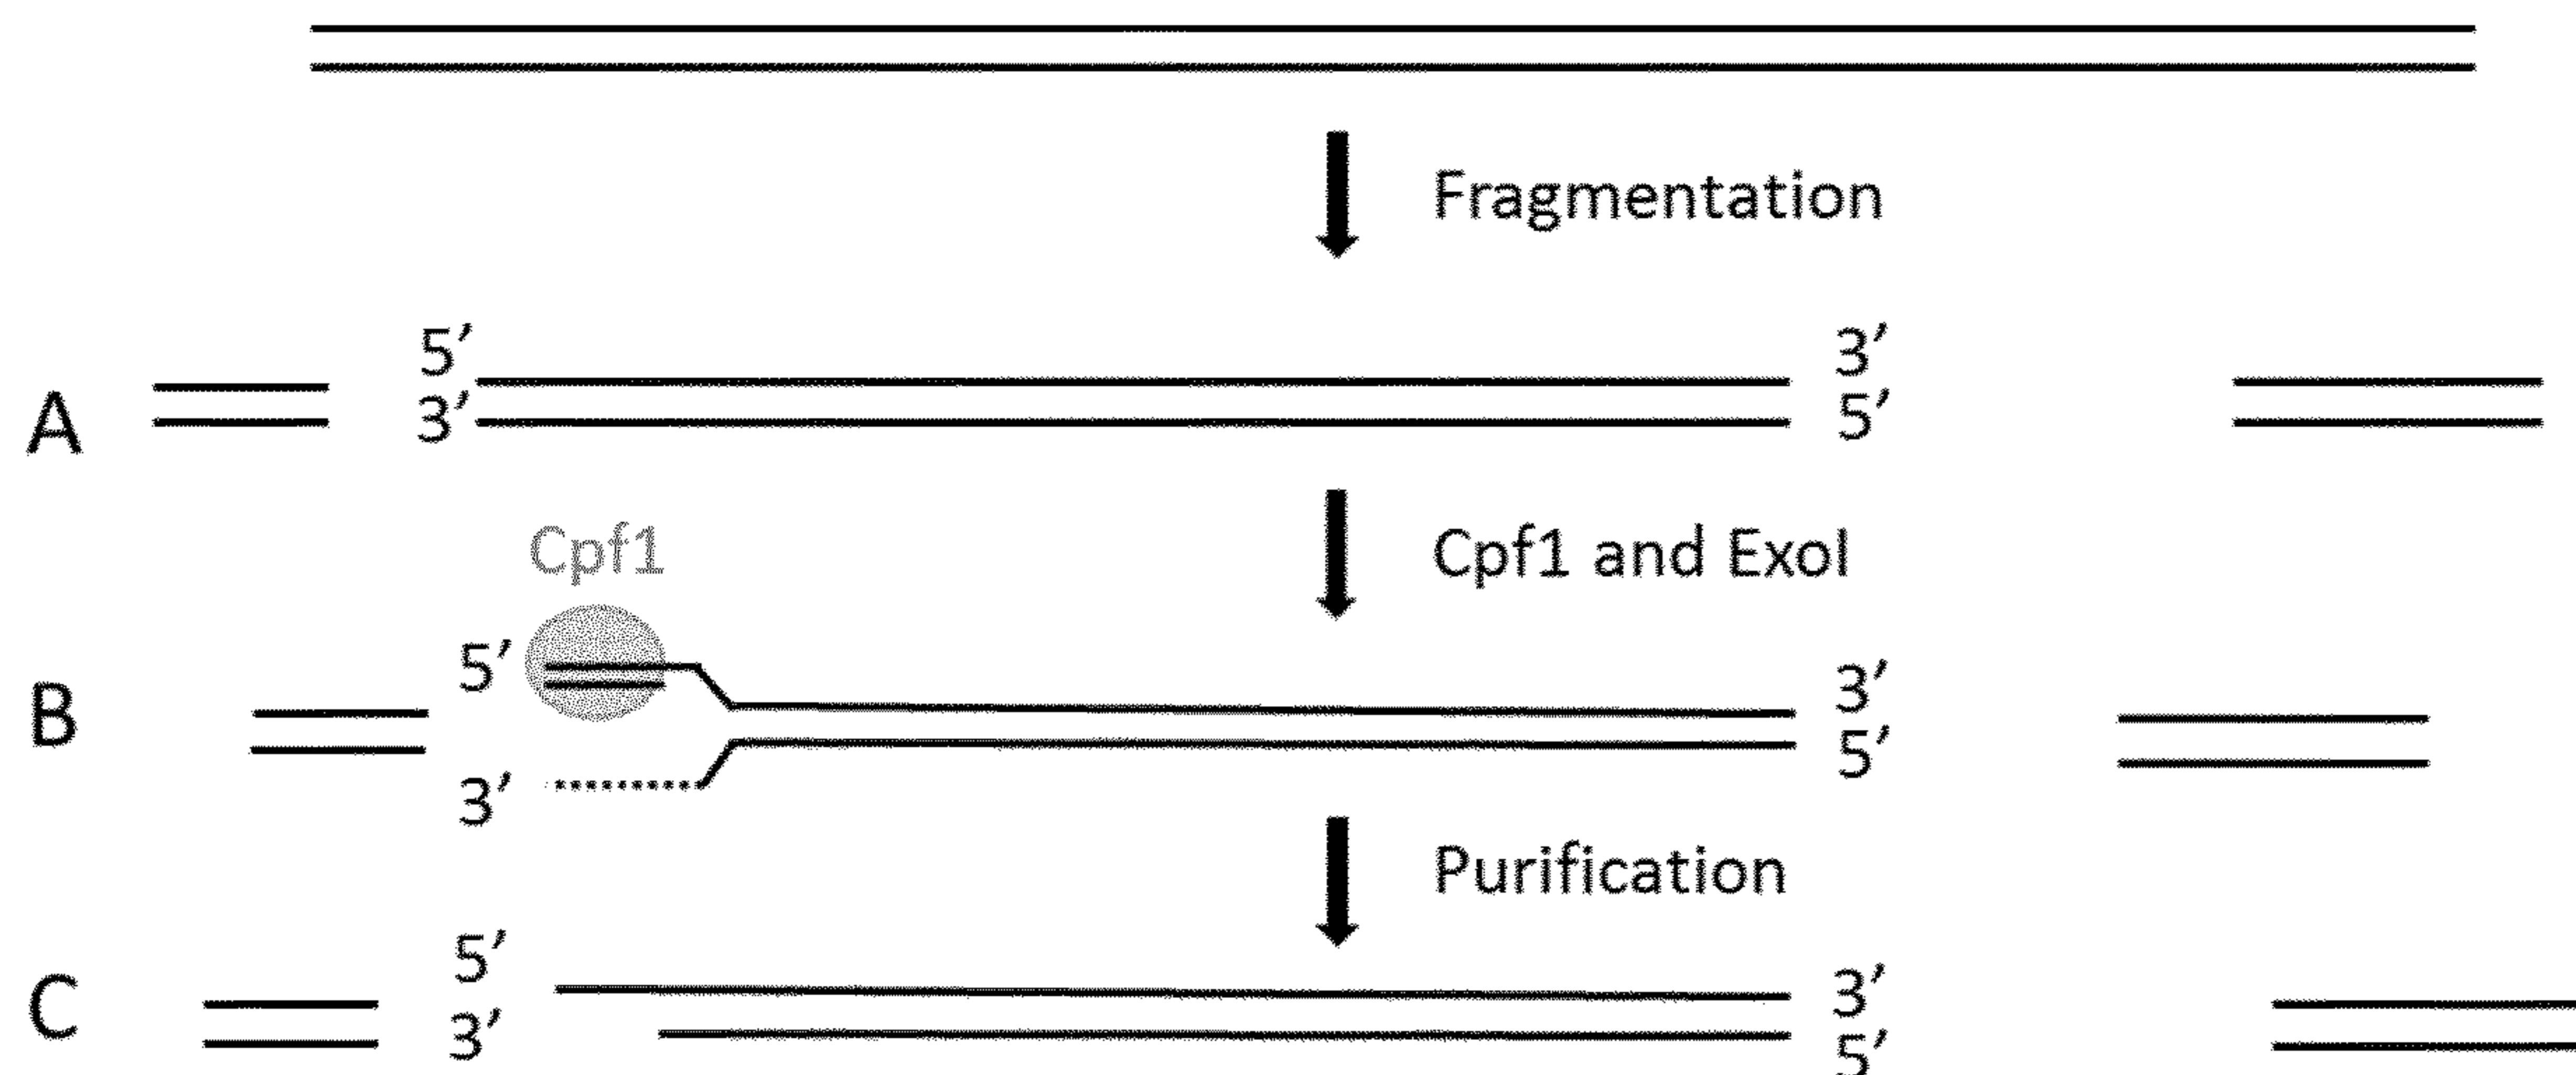 Fragmentation
5′ 3′
A
3′ 5′
Cpf1
Cpf1 and ExoI
5′ 3′
B
5′
3′
Purification
5′
3′
C
3′
5′